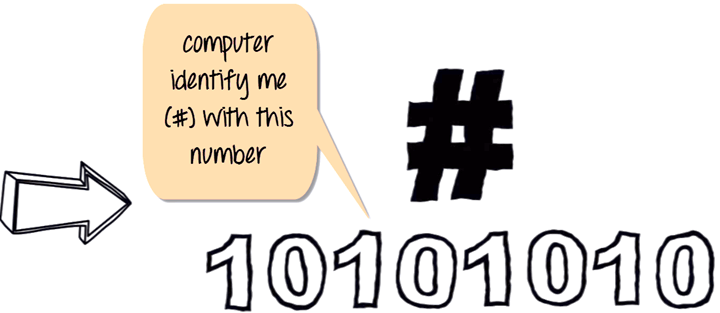 computer
identify me
(#) with this
number
#
10101010